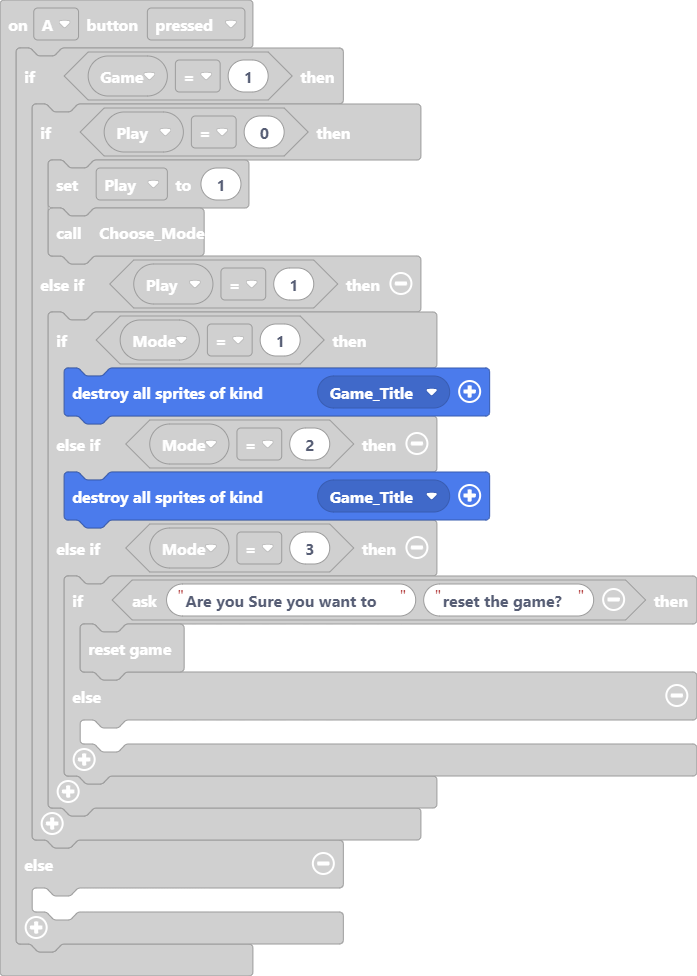 on A button pressed
if Game = 1 then
if Play = 0 then
set Play to 1
call Choose_Mode
else if Play = 1 then
if Mode = 1 then
destroy all sprites of kind Game_Title
else if Mode = 2 then
destroy all sprites of kind Game_Title
else if Mode = 3 then
if ask "Are you Sure you want to " "reset the game? " then
reset game
else
else